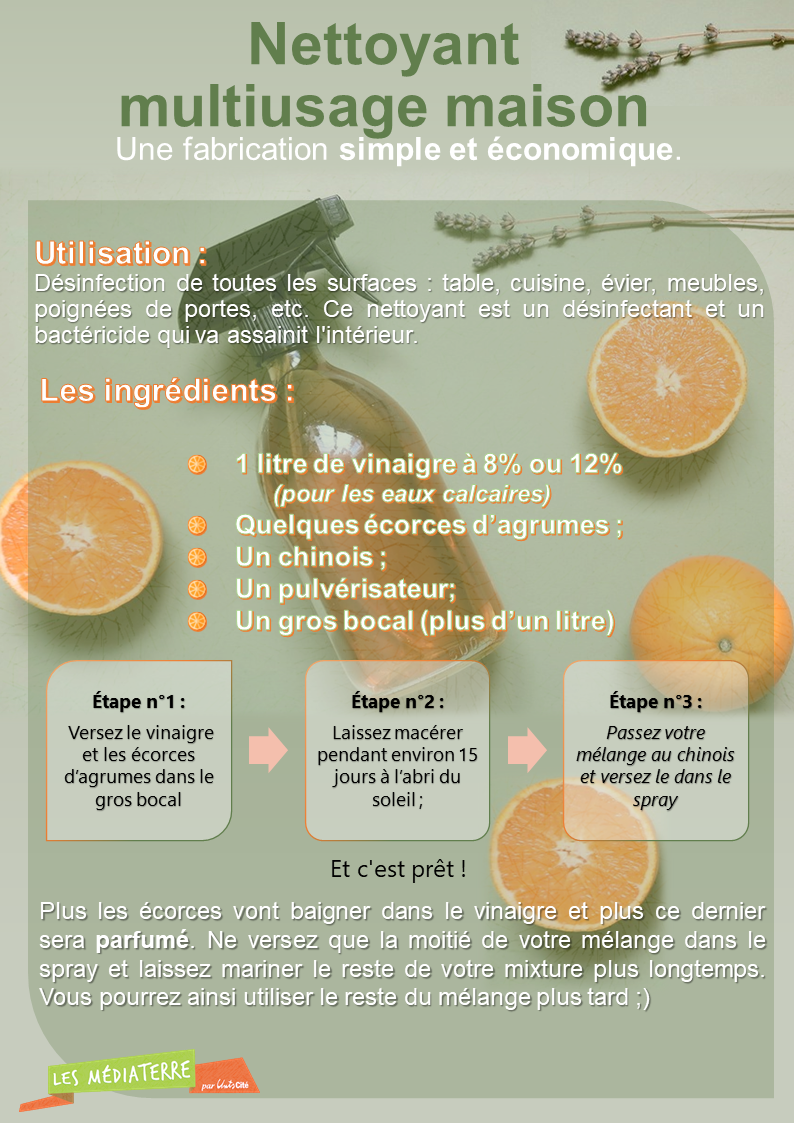 Nettoyant
multiusage maison
Une fabrication simple et économique.
Utilisation :
Désinfection de toutes les surfaces : table, cuisine, évier, meubles,
poignées de portes, etc. Ce nettoyant est un désinfectant et un
bactéricide qui va assainit l'intérieur.
Les ingrédients :
1 litre de vinaigre à 8% ou 12%
(pour les eaux calcaires)
Quelques écorces d'agrumes ;
Un chinois ;
Un pulvérisateur;
Un gros bocal (plus d'un litre)
Étape n°1 :
Versez le vinaigre
et les écorces
d'agrumes dans le
gros bocal
Étape n°2 :
Laissez macérer
pendant environ 15
jours à l'abri du
soleil ;
Étape n°3 :
Passez votre
mélange au chinois
et versez le dans le
spray
Et c'est prêt !
Plus les écorces vont baigner dans le vinaigre et plus ce dernier
sera parfumé. Ne versez que la moitié de votre mélange dans le
spray et laissez mariner le reste de votre mixture plus longtemps.
Vous pourrez ainsi utiliser le reste du mélange plus tard ;)
LES MÉDIATERRE
par Unis Cité